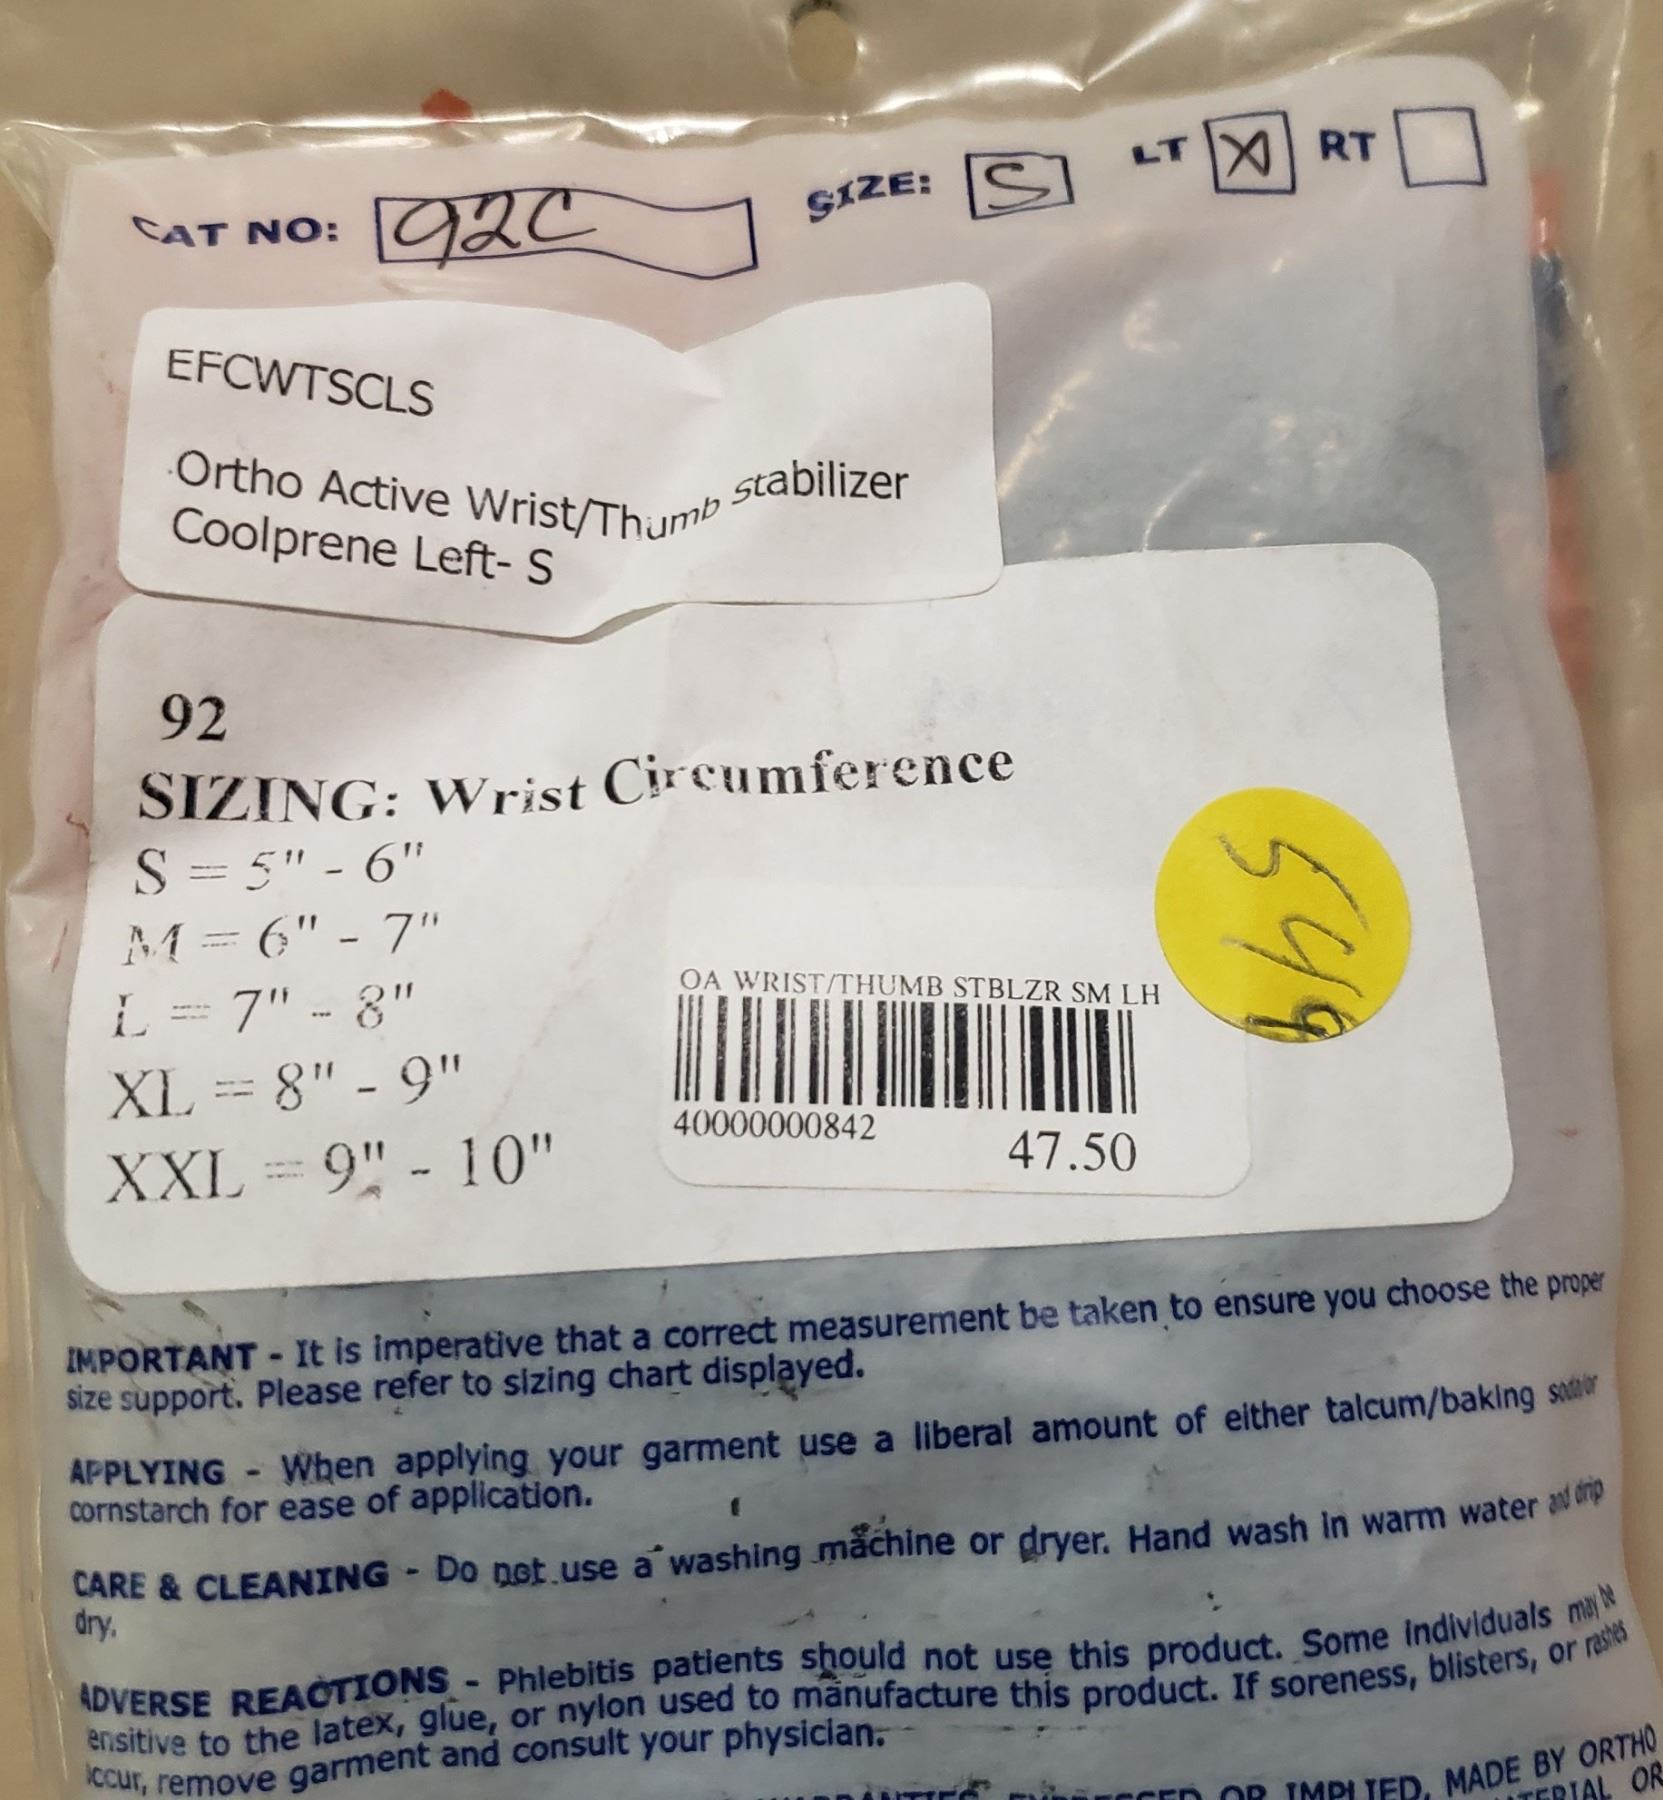 CAT NO: 92C SIZE: S LT X RT
EFCWTSCLS
Ortho Active Wrist/Thumb Stabilizer
Coolprene Left- S
92
SIZING: Wrist Circumference
S = 5" - 6"
M = 6" - 7"
L = 7" - 8"
XL = 8" - 9"
XXL = 9" - 10"
OA WRIST/THUMB STBLZR SM LH
40000000842
47.50
IMPORTANT - It is imperative that a correct measurement be taken to ensure you choose the proper
size support. Please refer to sizing chart displayed.
APPLYING - When applying your garment use a liberal amount of either talcum/baking soda/or
cornstarch for ease of application.
CARE & CLEANING - Do not use a washing machine or dryer. Hand wash in warm water and drip
dry.
ADVERSE REACTIONS - Phlebitis patients should not use this product. Some individuals may be
ensitive to the latex, glue, or nylon used to manufacture this product. If soreness, blisters, or rashes
occur, remove garment and consult your physician.
OR IMPLIED, MADE BY ORTHO
OR